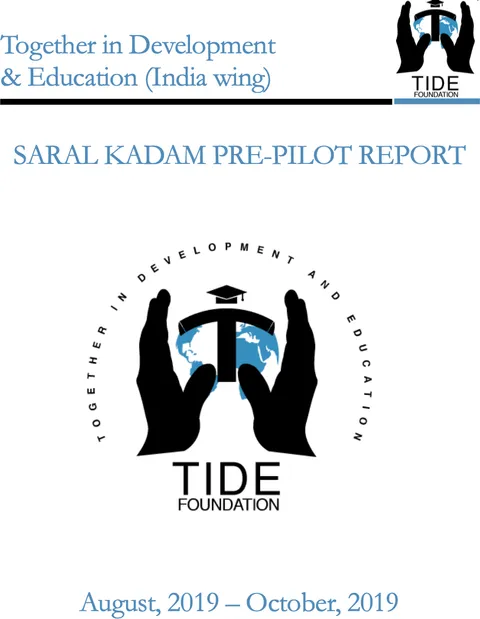 Together in Development
& Education (India wing)
TIDE
FOUNDATION
SARAL KADAM PRE-PILOT REPORT
TOGETHER IN DEVELOPMENT AND EDUCATION
T
TIDE
FOUNDATION
August, 2019 – October, 2019